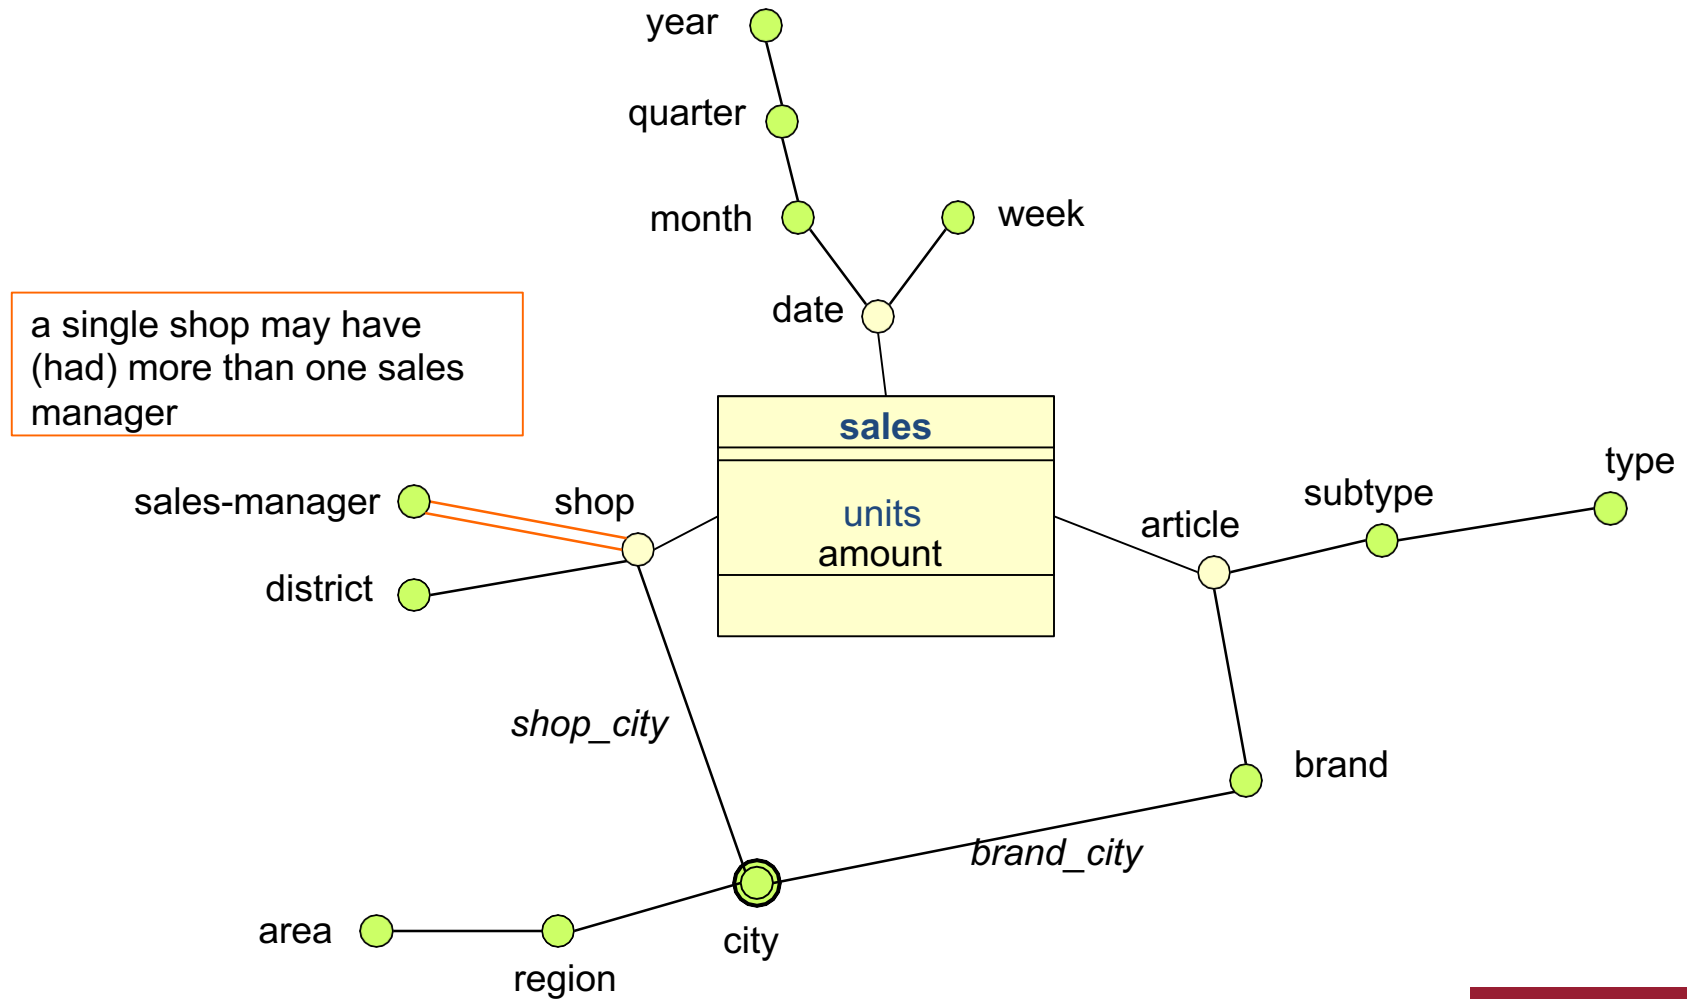 year
quarter
month
week
date
a single shop may have
(had) more than one sales
manager
sales
units
amount
sales-manager
shop
district
article
subtype
type
shop_city
brand
brand_city
city
area
region